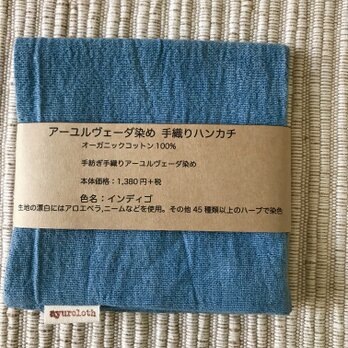 アーユルヴェーダ染め 手織りハンカチ
オーガニックコットン 100%
手紡ぎ手織りアーユルヴェーダ染め
本体価格：1,380円+税
色名：インディゴ
生地の漂白にはアロエベラ,ニームなどを使用。その他45種類以上のハーブで染色
ayurcloth